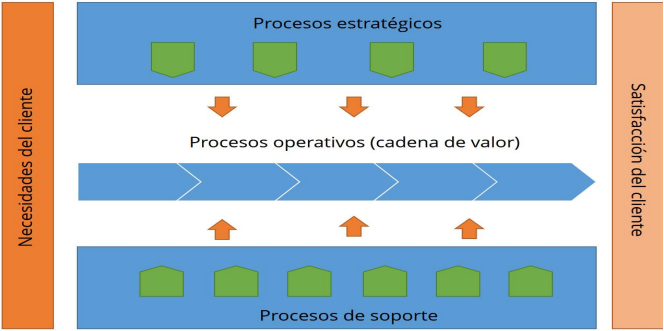 Necesidades del cliente
Procesos estratégicos
Procesos operativos (cadena de valor)
Procesos de soporte
Satisfacción del cliente